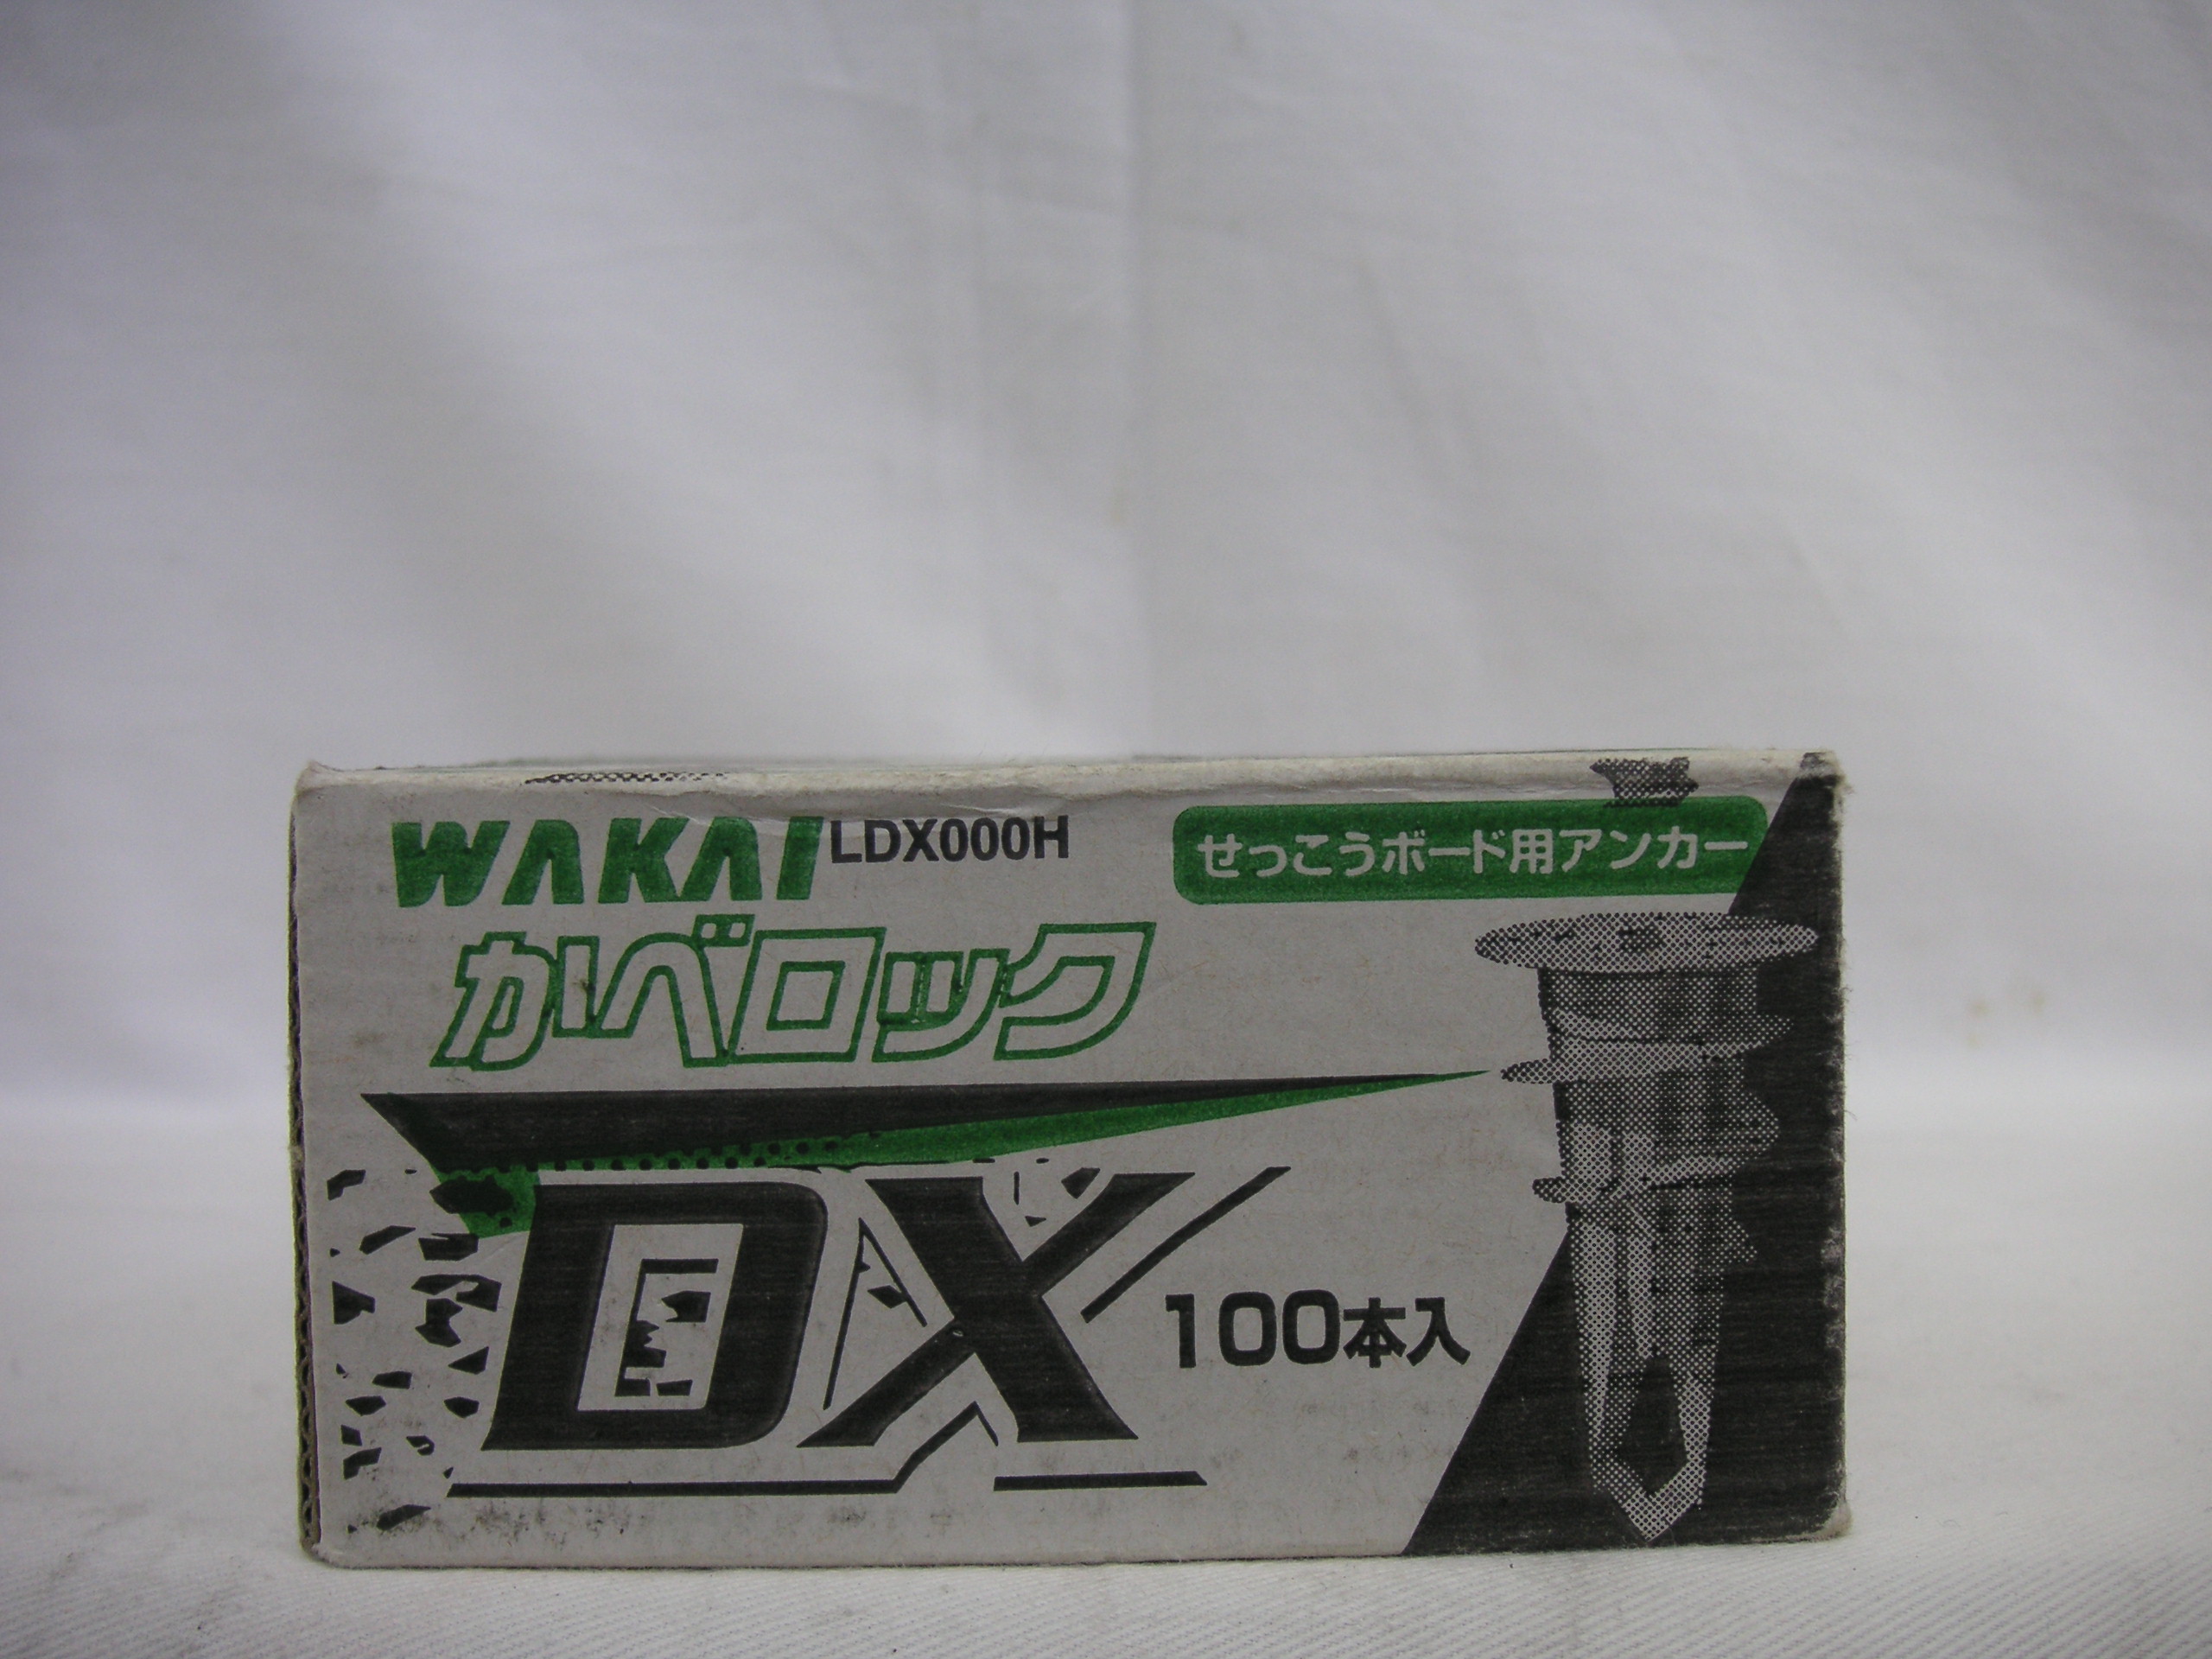 WAKAI LDX000H
せっこうボード用アンカー
かべロック
DX
100本入